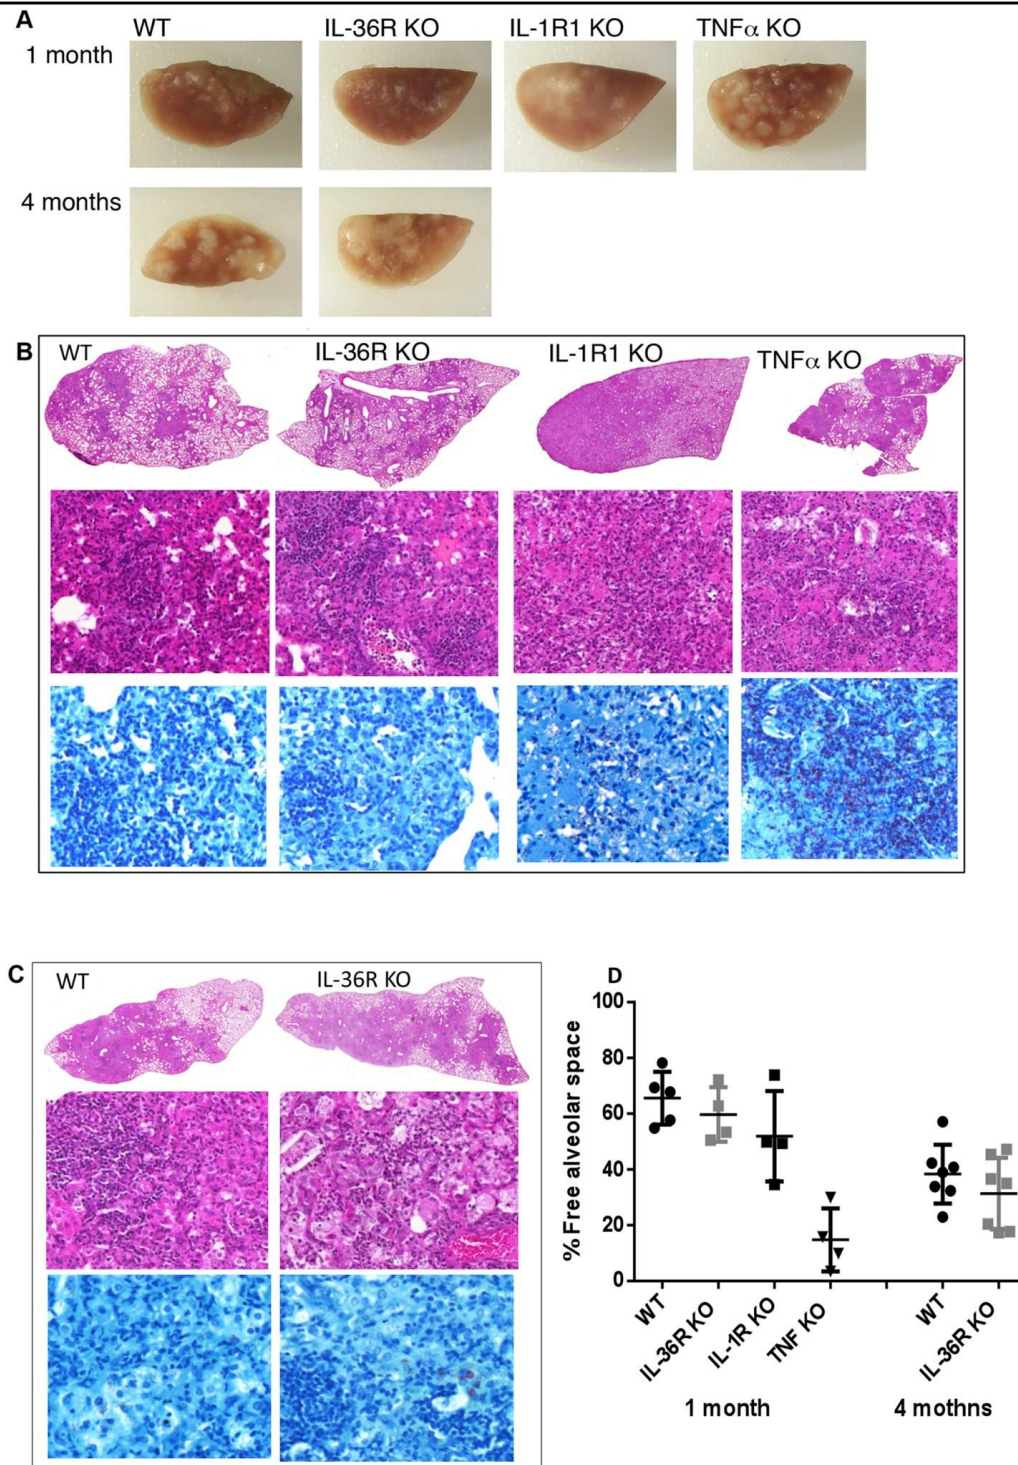 A
WT
IL-36R KO
IL-1R1 KO
TNFα KO
1 month
4 months
B
WT
IL-36R KO
IL-1R1 KO
TNFα KO
C
WT
IL-36R KO
D
% Free alveolar space
100
80
60
40
20
0
WT
IL-36R KO
IL-1R KO
TNF KO
WT
IL-36R KO
1 month
4 mothns